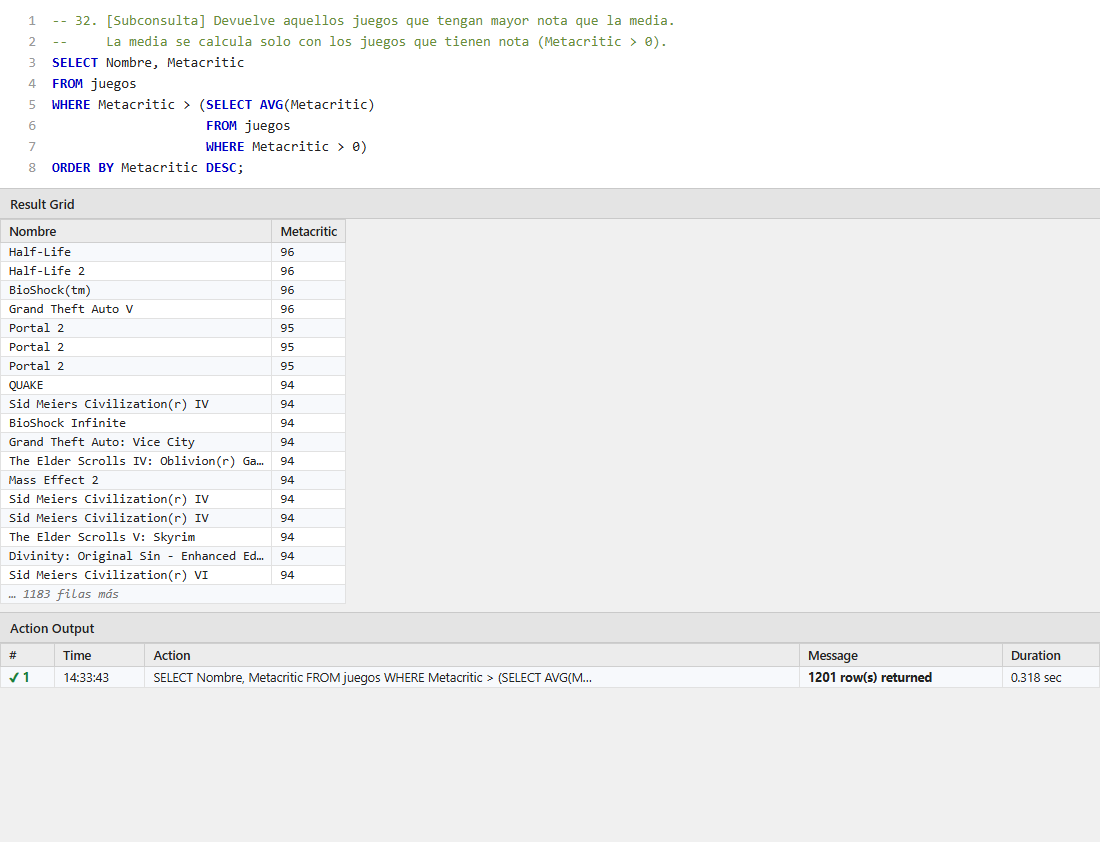 1 -- 32. [Subconsulta] Devuelve aquellos juegos que tengan mayor nota que la media.
2 --     La media se calcula solo con los juegos que tienen nota (Metacritic > 0).
3 SELECT Nombre, Metacritic
4 FROM juegos
5 WHERE Metacritic > (SELECT AVG(Metacritic)
6                     FROM juegos
7                     WHERE Metacritic > 0)
8 ORDER BY Metacritic DESC;
Result Grid
Nombre Metacritic
Half-Life 96
Half-Life 2 96
BioShock(tm) 96
Grand Theft Auto V 96
Portal 2 95
Portal 2 95
Portal 2 95
QUAKE 94
Sid Meiers Civilization(r) IV 94
BioShock Infinite 94
Grand Theft Auto: Vice City 94
The Elder Scrolls IV: Oblivion(r) Ga… 94
Mass Effect 2 94
Sid Meiers Civilization(r) IV 94
Sid Meiers Civilization(r) IV 94
The Elder Scrolls V: Skyrim 94
Divinity: Original Sin - Enhanced Ed… 94
Sid Meiers Civilization(r) VI 94
… 1183 filas más
Action Output
# Time Action Message Duration
✓ 1 14:33:43 SELECT Nombre, Metacritic FROM juegos WHERE Metacritic > (SELECT AVG(M... 1201 row(s) returned 0.318 sec